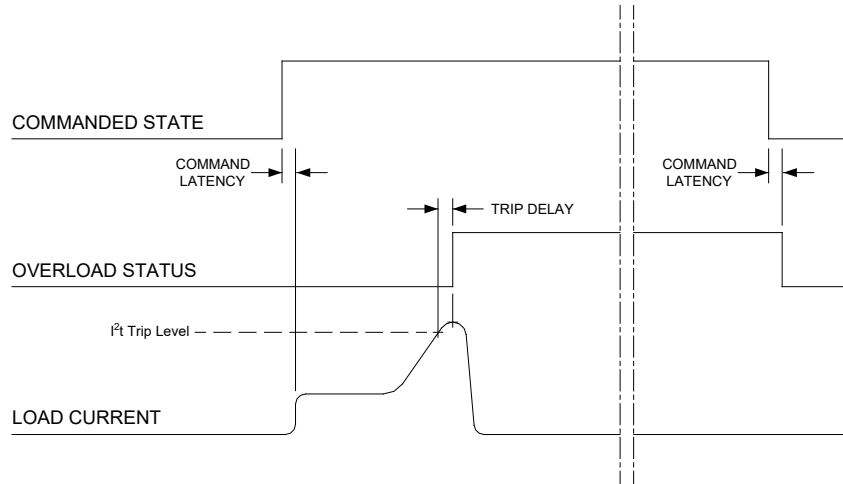 COMMANDED STATE
COMMAND
LATENCY
COMMAND
LATENCY
TRIP DELAY
OVERLOAD STATUS
I²t Trip Level
LOAD CURRENT